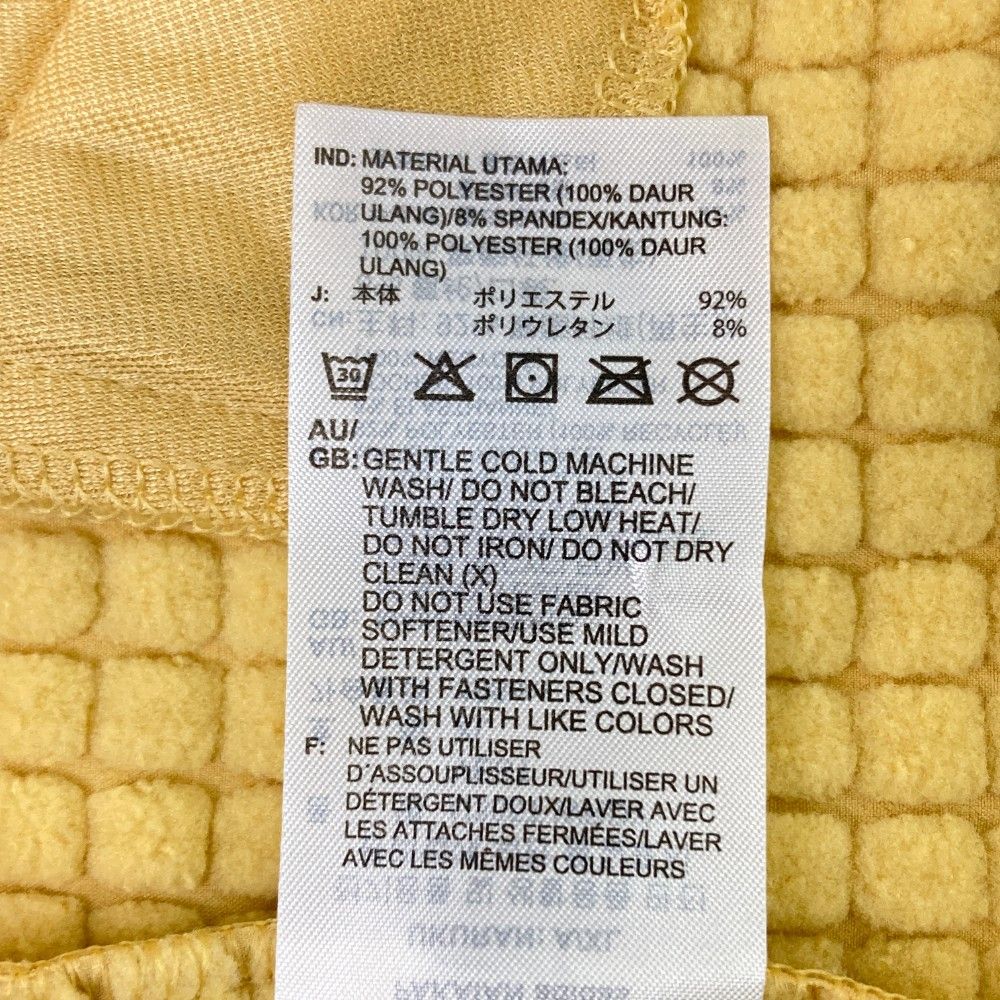 IND: MATERIAL UTAMA:
92% POLYESTER (100% DAUR
ULANG)/8% SPANDEX/KANTUNG:
100% POLYESTER (100% DAUR
ULANG)
J: 本体 ポリエステル 92%
ポリウレタン 8%
30
AU/
GB: GENTLE COLD MACHINE
WASH/ DO NOT BLEACH/
TUMBLE DRY LOW HEAT/
DO NOT IRON/ DO NOT DRY
CLEAN (X)
DO NOT USE FABRIC
SOFTENER/USE MILD
DETERGENT ONLY/WASH
WITH FASTENERS CLOSED/
WASH WITH LIKE COLORS
F: NE PAS UTILISER
D´ASSOUPLISSEUR/UTILISER UN
DÉTERGENT DOUX/LAVER AVEC
LES ATTACHES FERMÉES/LAVER
AVEC LES MÊMES COULEURS